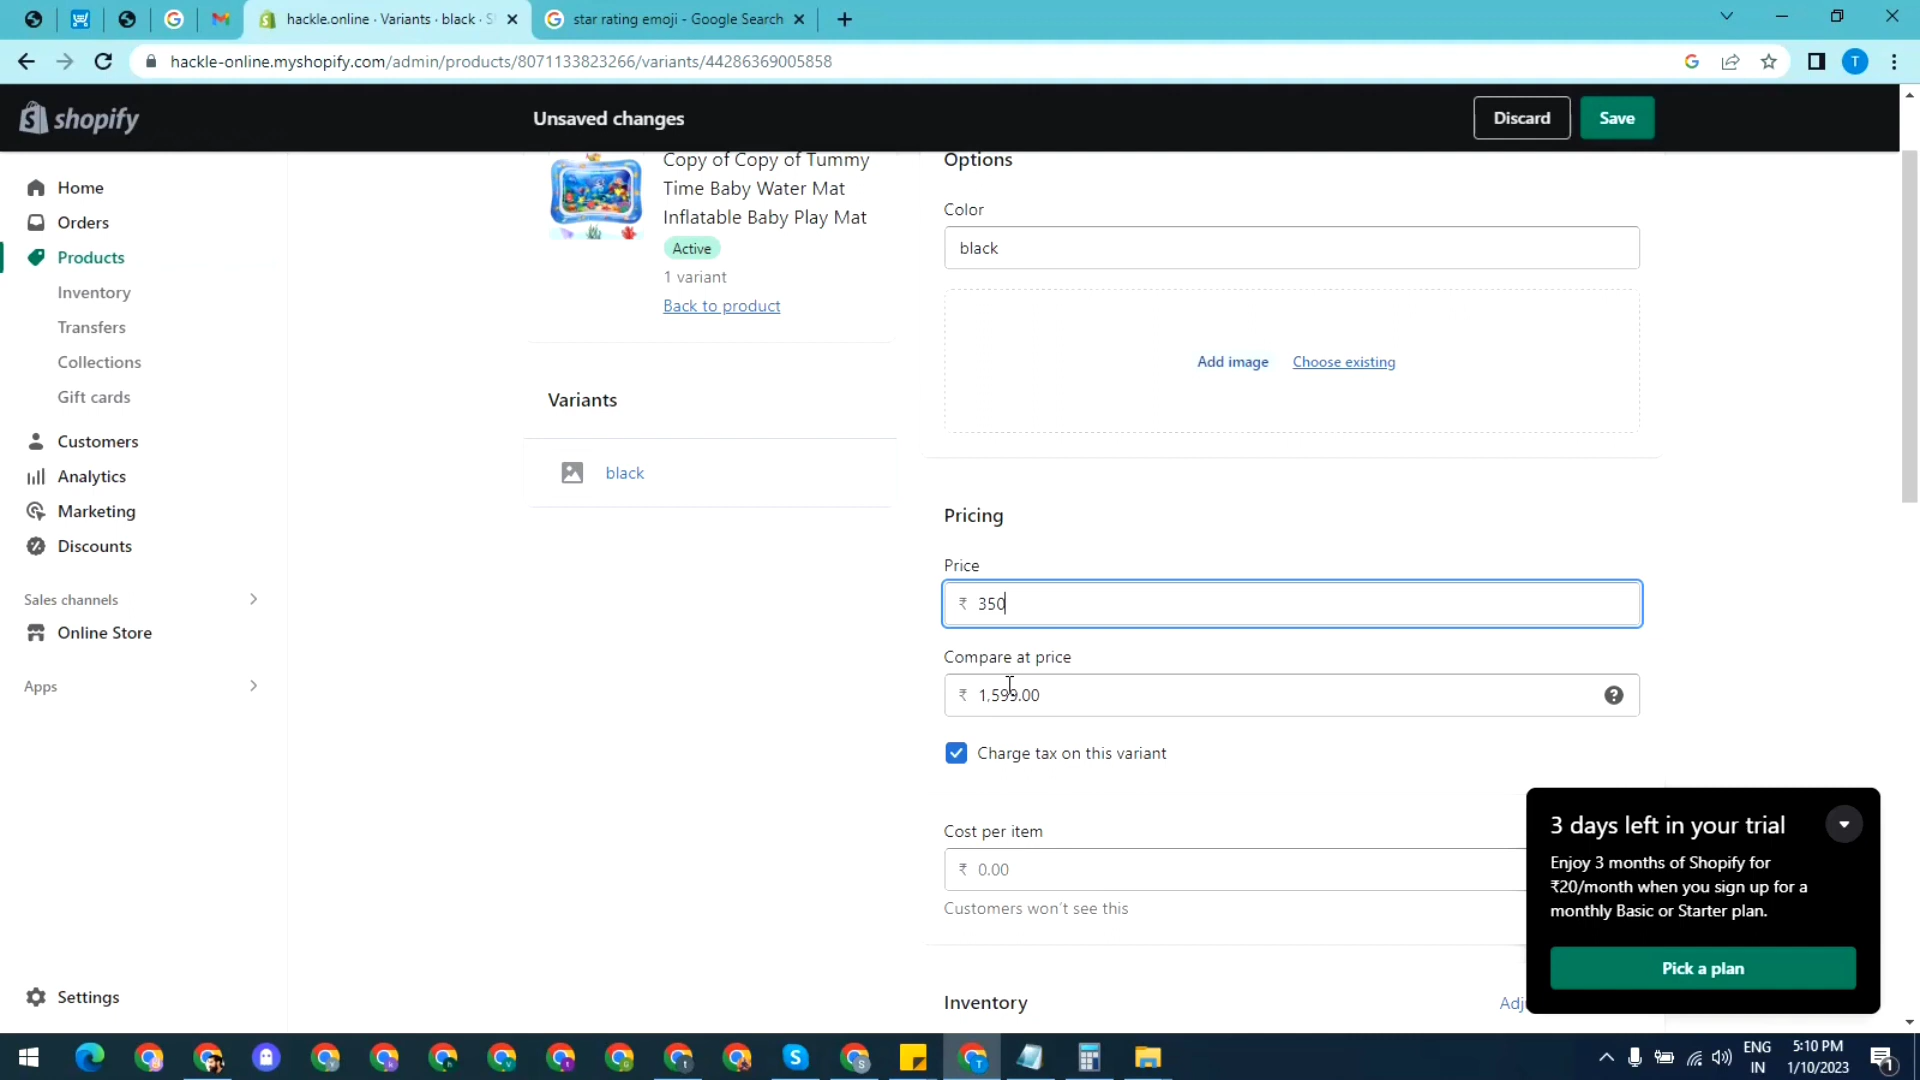 hackle.online · Variants · black · S
star rating emoji - Google Search
hackle-online.myshopify.com/admin/products/8071133823266/variants/44286369005858
T
shopify
Unsaved changes
Discard
Save
Home
Orders
Products
Inventory
Transfers
Collections
Gift cards
Customers
Analytics
Marketing
Discounts
Sales channels
Online Store
Apps
Settings
Copy of Copy of Tummy
Time Baby Water Mat
Inflatable Baby Play Mat
Active
1 variant
Back to product
Variants
black
Options
Color
black
Add image
Choose existing
Pricing
Price
₹ 350
Compare at price
₹ 1,599.00
Charge tax on this variant
Cost per item
₹ 0.00
Customers won't see this
Inventory
3 days left in your trial
Enjoy 3 months of Shopify for
₹20/month when you sign up for a
monthly Basic or Starter plan.
Pick a plan
ENG
IN
5:10 PM
1/10/2023
1